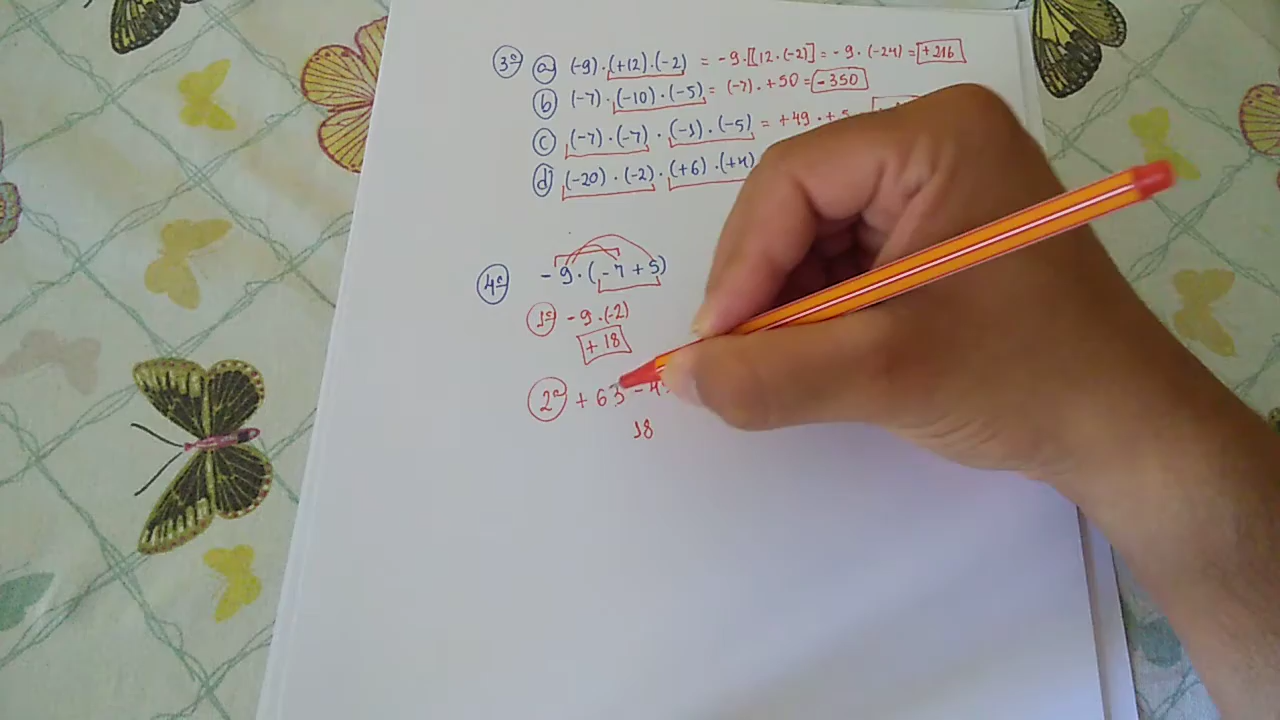 3º a (-9)·(+12)·(-2) = -9·[[12·(-2)] = -9·(-24) = +216
b (-7)·(-10)·(-5) = (-7)·+50 = -350
c (-7)·(-7)·(-1)·(-5) = +49·+5
d (-20)·(-2)·(+6)·(+4)
4º -9·(-7+5)
1º -9·(-2)
+18
2º +63-4
18